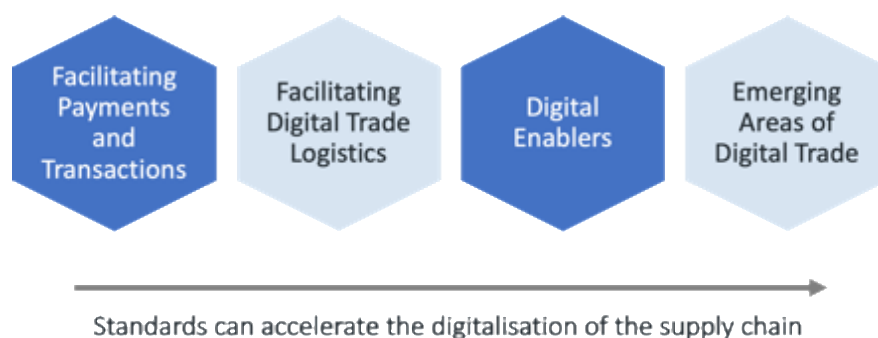 Facilitating
Payments
and
Transactions
Facilitating
Digital Trade
Logistics
Digital
Enablers
Emerging
Areas of
Digital Trade
Standards can accelerate the digitalisation of the supply chain